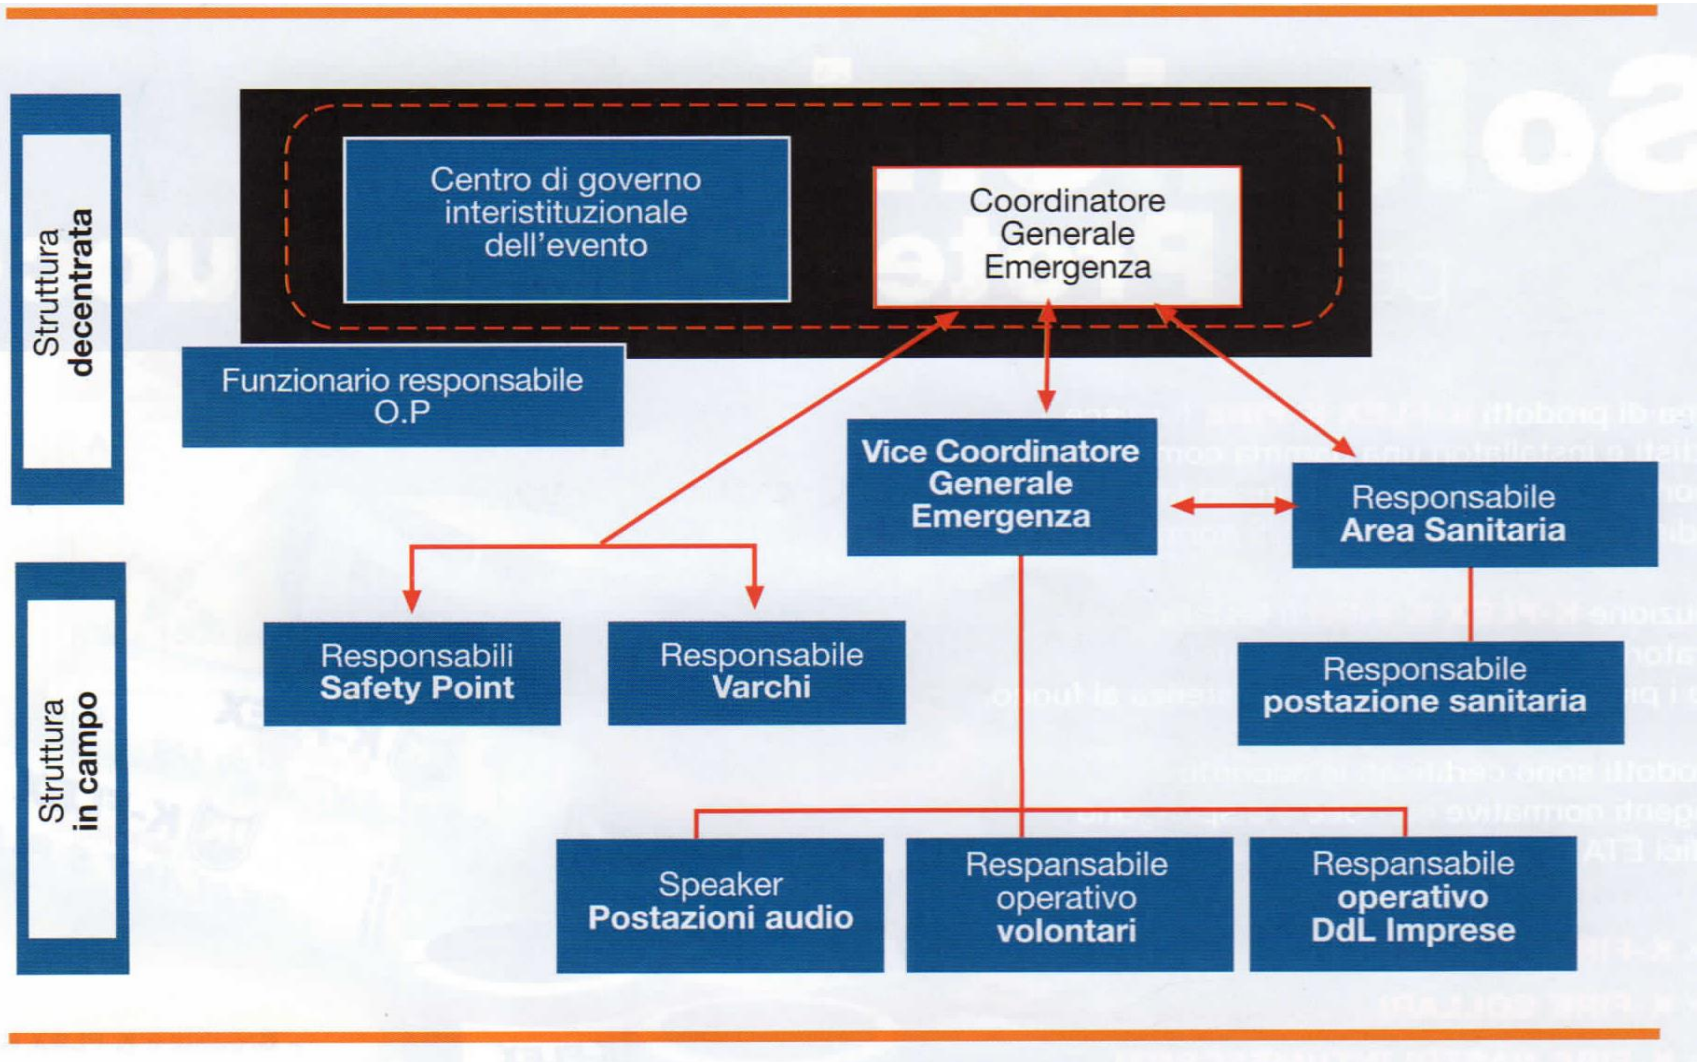 Struttura
decentrata
Centro di governo
interistituzionale
dell'evento
Coordinatore
Generale
Emergenza
Funzionario responsabile
O.P
Vice Coordinatore
Generale
Emergenza
Responsabile
Area Sanitaria
Struttura
in campo
Responsabili
Safety Point
Responsabile
Varchi
Responsabile
postazione sanitaria
Speaker
Postazioni audio
Respansabile
operativo
volontari
Respansabile
operativo
DdL Imprese